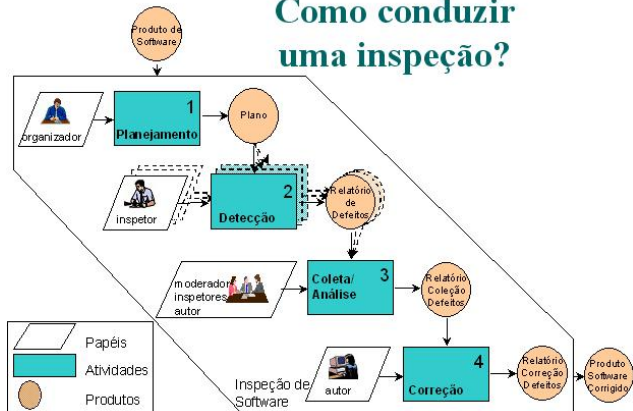 Como conduzir
uma inspeção?
Produto de
Software
organizador
1
Planejamento
Plano
inspetor
2
Detecção
Relatório
de
Defeitos
moderador
inspetores
autor
3
Coleta/
Análise
Relatório
Coleção
Defeitos
autor
4
Correção
Relatório
Correção
Defeitos
Produto
Software
Corrigido
Inspeção de
Software
Papéis
Atividades
Produtos